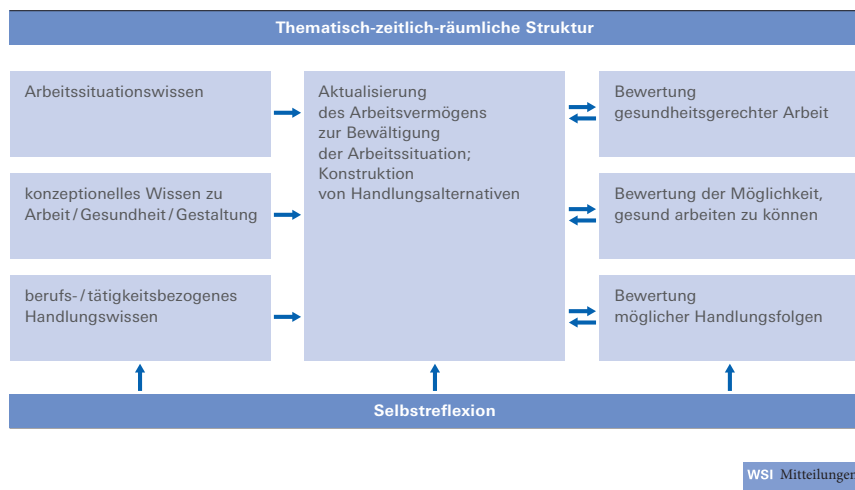 Thematisch-zeitlich-räumliche Struktur
Arbeitssituationswissen
konzeptionelles Wissen zu
Arbeit / Gesundheit / Gestaltung
berufs- / tätigkeitsbezogenes
Handlungswissen
Aktualisierung
des Arbeitsvermögens
zur Bewältigung
der Arbeitssituation;
Konstruktion
von Handlungsalternativen
Bewertung
gesundheitsgerechter Arbeit
Bewertung der Möglichkeit,
gesund arbeiten zu können
Bewertung
möglicher Handlungsfolgen
Selbstreflexion
WSI Mitteilungen